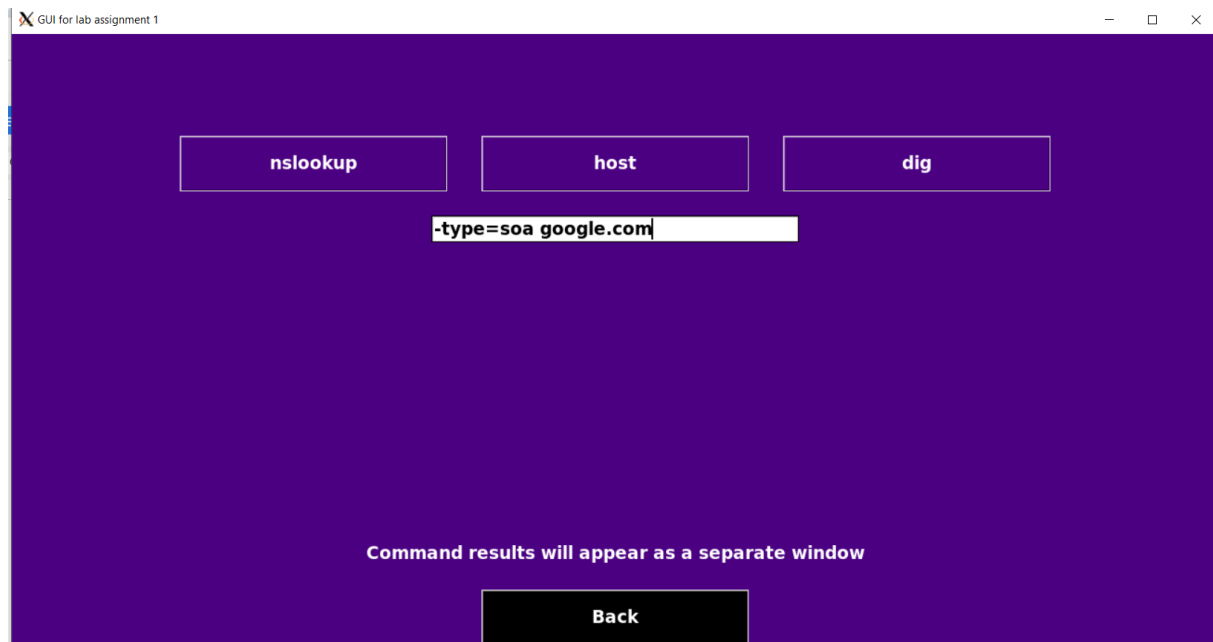 GUI for lab assignment 1
nslookup host dig
-type=soa google.com
Command results will appear as a separate window
Back